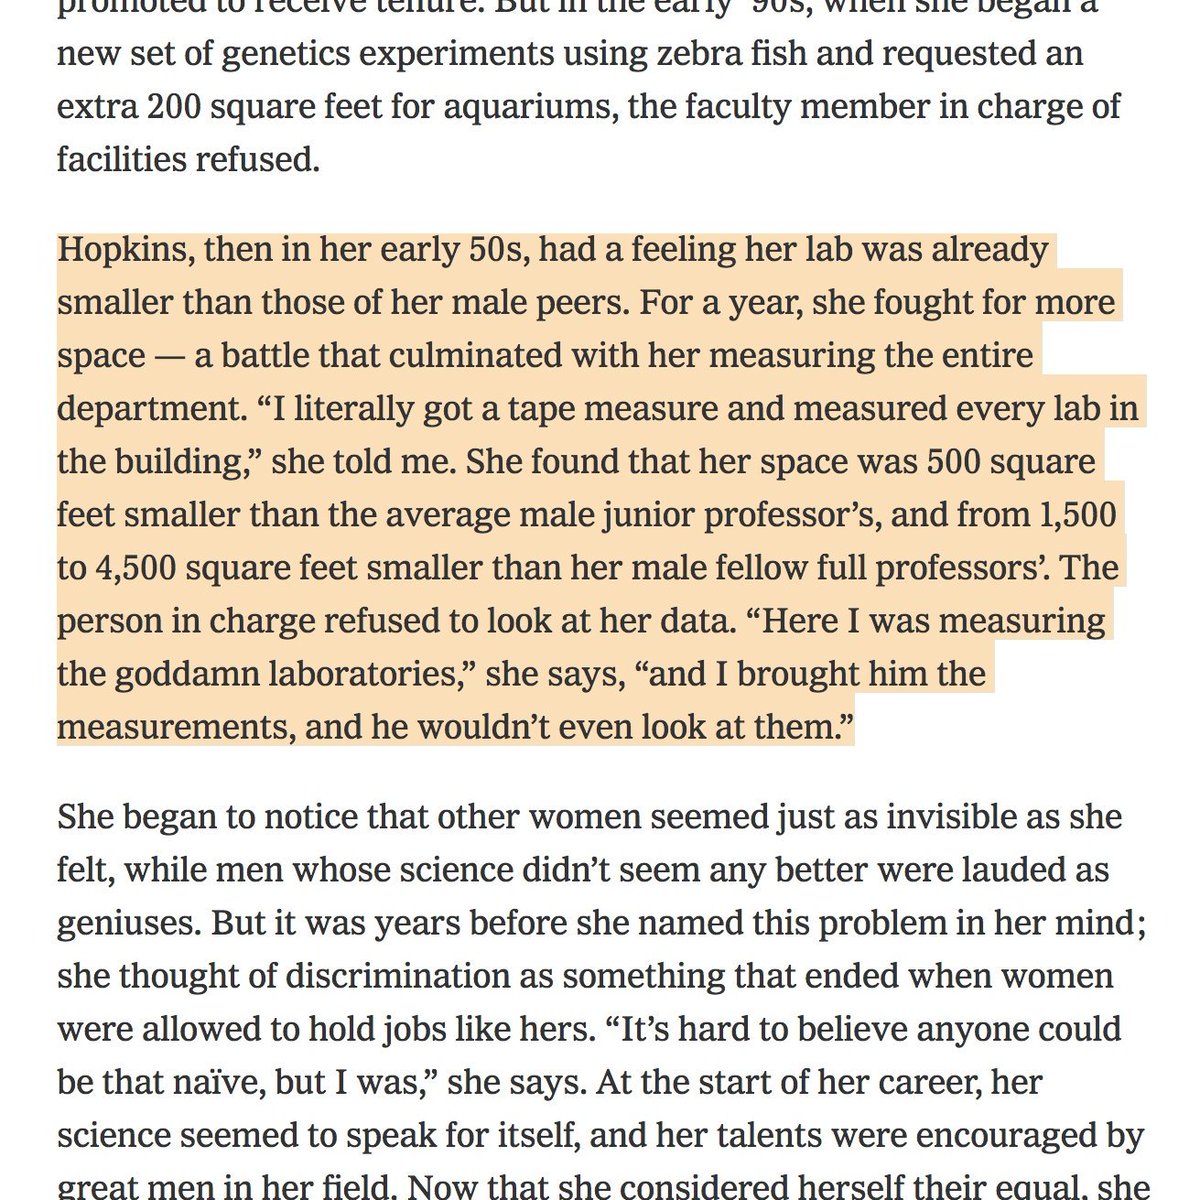 promoted to receive tenure. But in the early ’90s, when she began a
new set of genetics experiments using zebra fish and requested an
extra 200 square feet for aquariums, the faculty member in charge of
facilities refused.
Hopkins, then in her early 50s, had a feeling her lab was already
smaller than those of her male peers. For a year, she fought for more
space — a battle that culminated with her measuring the entire
department. “I literally got a tape measure and measured every lab in
the building,” she told me. She found that her space was 500 square
feet smaller than the average male junior professor’s, and from 1,500
to 4,500 square feet smaller than her male fellow full professors’. The
person in charge refused to look at her data. “Here I was measuring
the goddamn laboratories,” she says, “and I brought him the
measurements, and he wouldn’t even look at them.”
She began to notice that other women seemed just as invisible as she
felt, while men whose science didn’t seem any better were lauded as
geniuses. But it was years before she named this problem in her mind;
she thought of discrimination as something that ended when women
were allowed to hold jobs like hers. “It’s hard to believe anyone could
be that naïve, but I was,” she says. At the start of her career, her
science seemed to speak for itself, and her talents were encouraged by
great men in her field. Now that she considered herself their equal, she